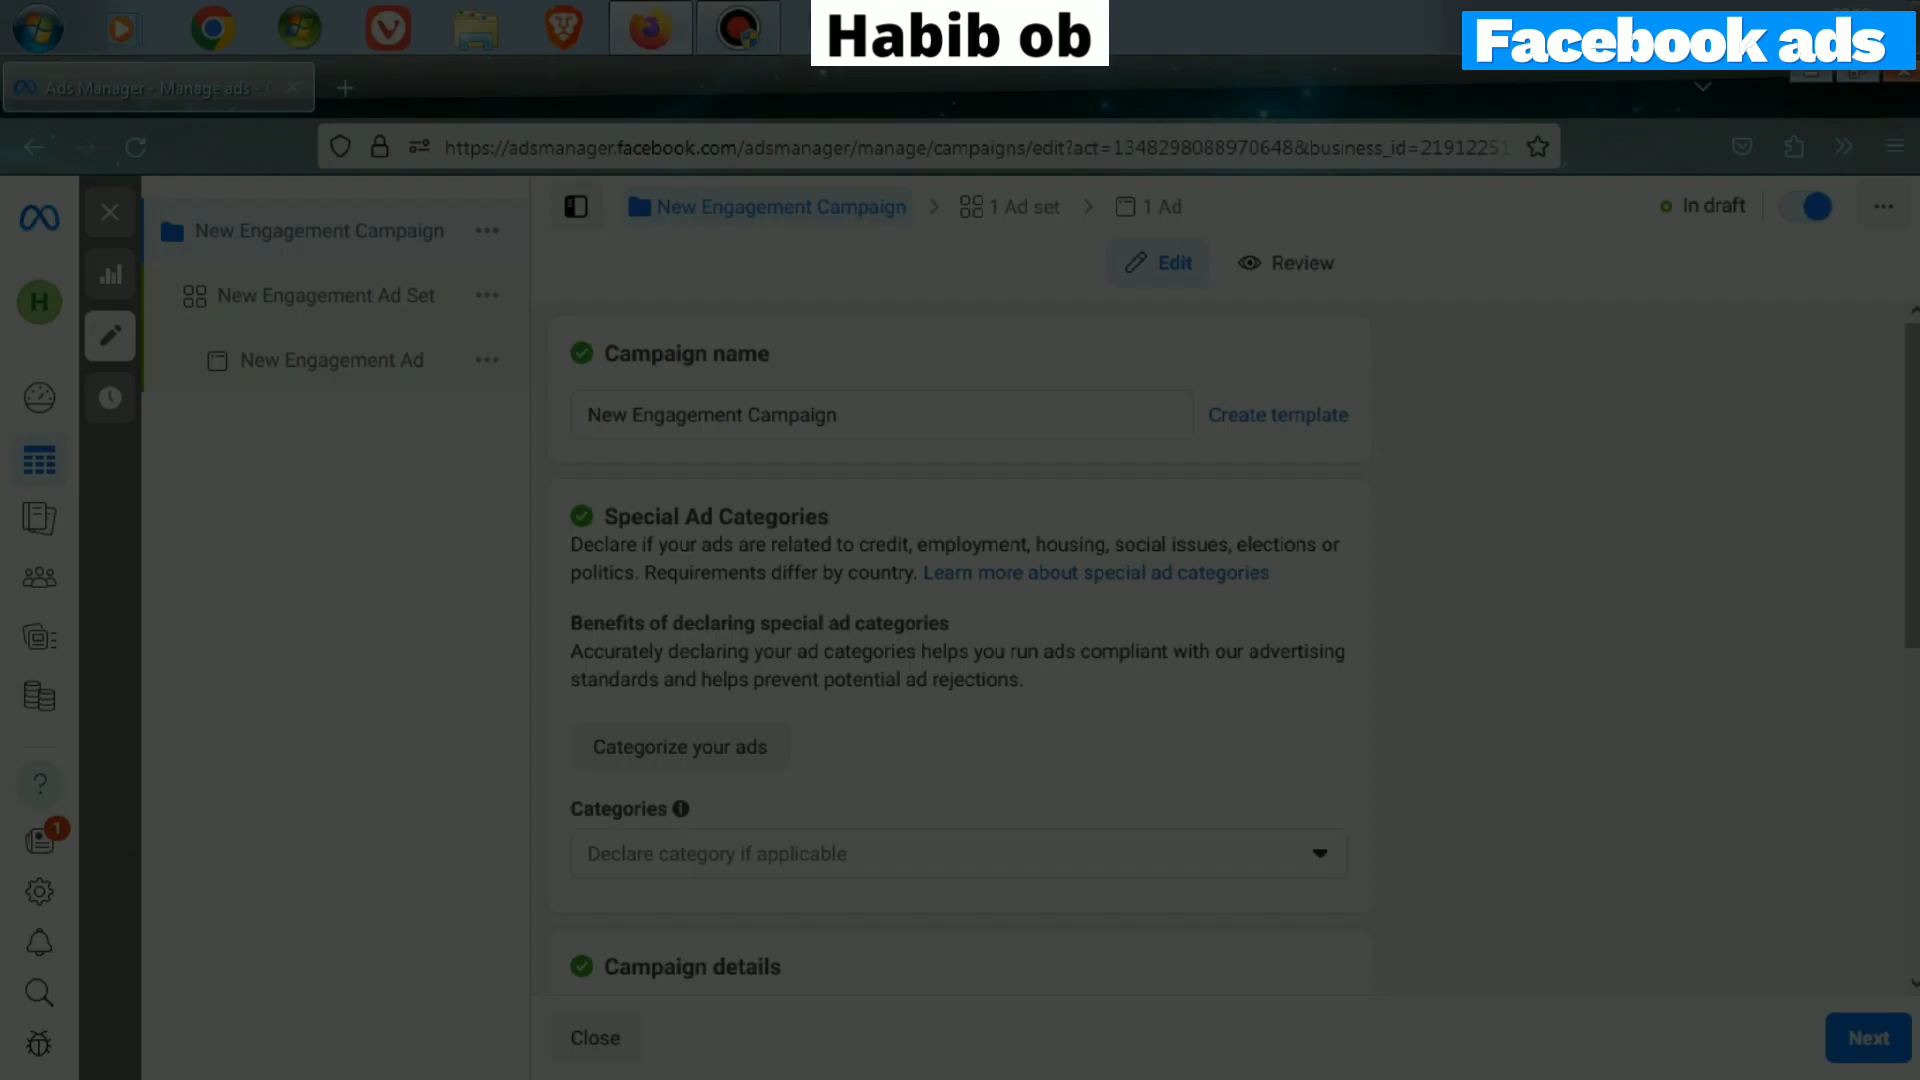 Habib ob
Facebook ads
Ads Manager - Manage ads -
https://adsmanager.facebook.com/adsmanager/manage/campaigns/edit?act=1348298088970648&business_id=21912251
New Engagement Campaign
1 Ad set
1 Ad
In draft
H
New Engagement Campaign
New Engagement Ad Set
New Engagement Ad
Edit
Review
Campaign name
New Engagement Campaign
Create template
Special Ad Categories
Declare if your ads are related to credit, employment, housing, social issues, elections or
politics. Requirements differ by country. Learn more about special ad categories
Benefits of declaring special ad categories
Accurately declaring your ad categories helps you run ads compliant with our advertising
standards and helps prevent potential ad rejections.
Categorize your ads
Categories
Declare category if applicable
1
Campaign details
Close
Next